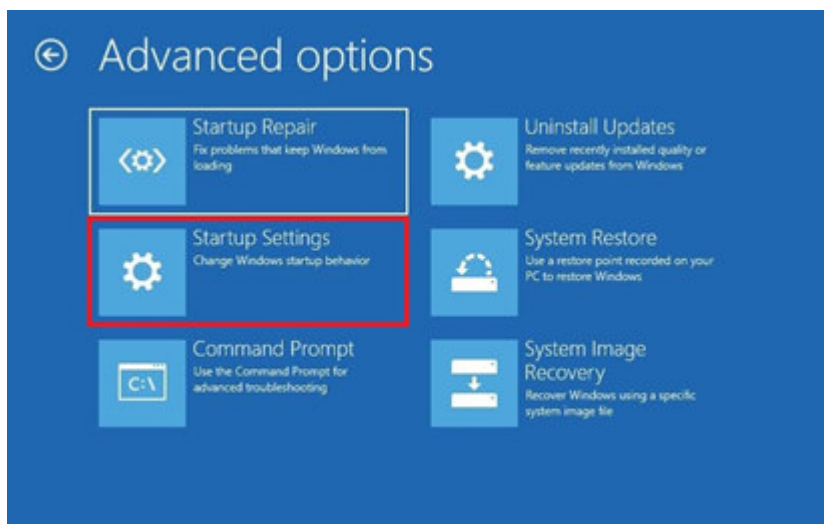 Advanced options
Startup Repair
Fix problems that keep Windows from
loading
Uninstall Updates
Remove recently installed quality or
feature updates from Windows
Startup Settings
Change Windows startup behavior
System Restore
Use a restore point recorded on your
PC to restore Windows
C:\
Command Prompt
Use the Command Prompt for
advanced troubleshooting
System Image
Recovery
Recover Windows using a specific
system image file